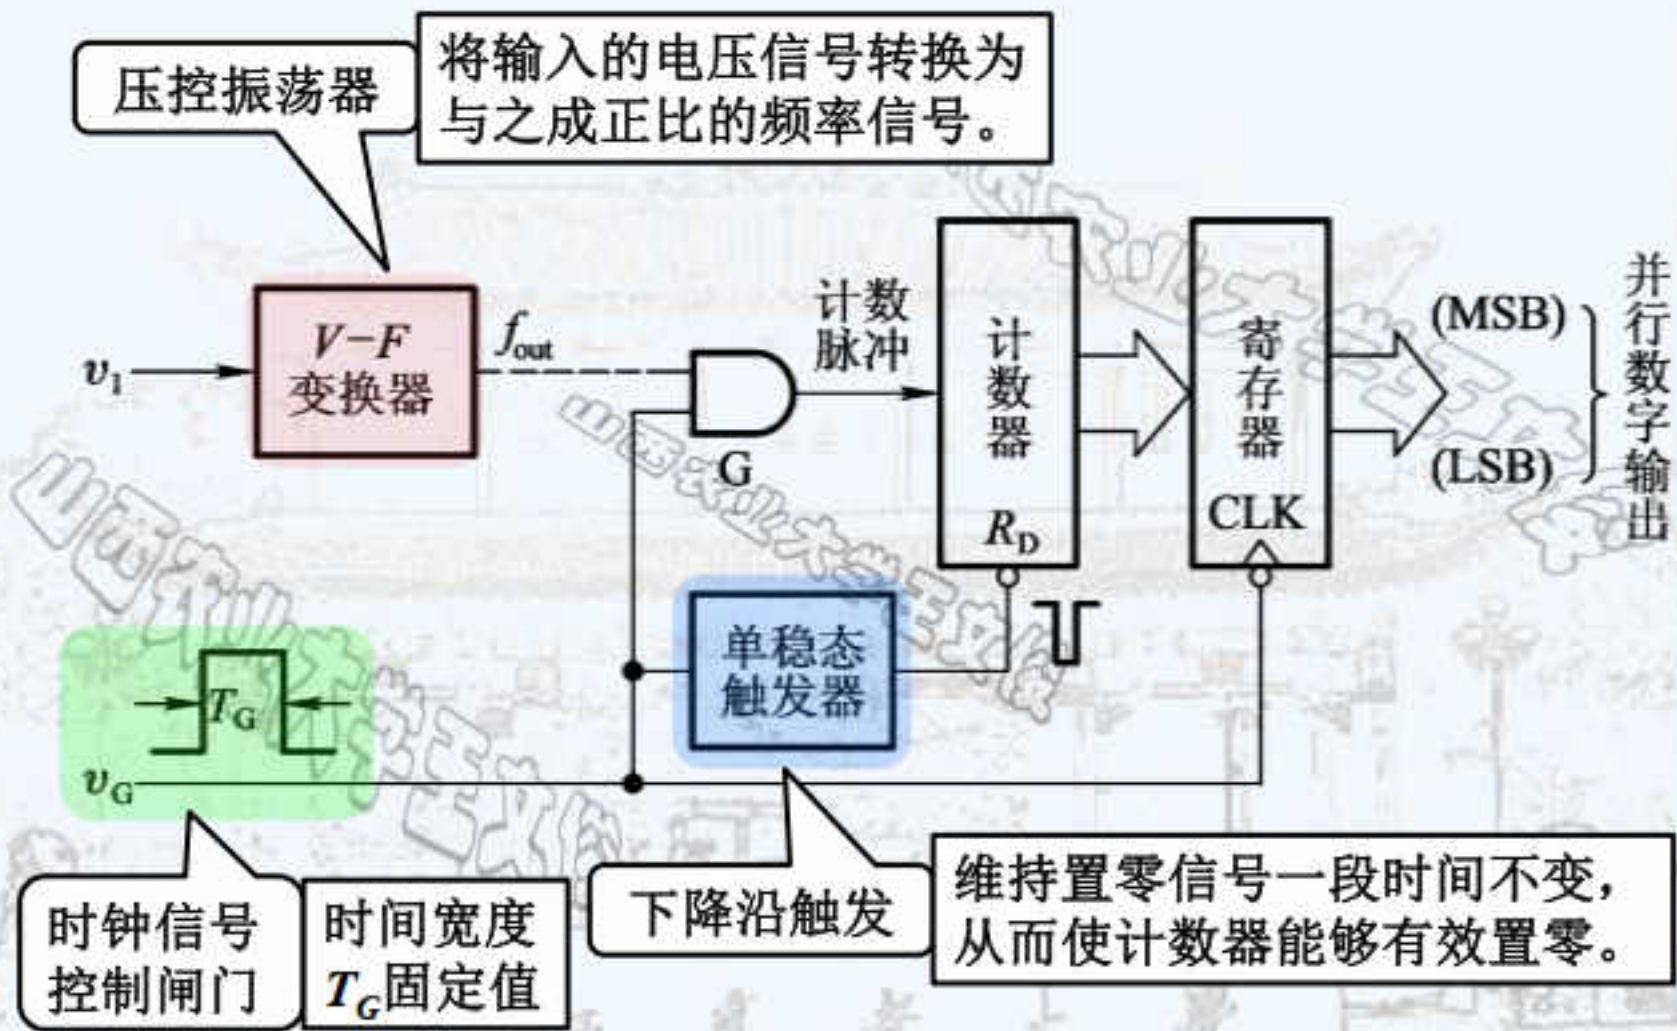 压控振荡器
将输入的电压信号转换为
与之成正比的频率信号。
V-F
变换器
υI
fout
G
计数
脉冲
计数器
RD
寄存器
CLK
(MSB)
(LSB)
并行数字输出
单稳态
触发器
TG
υG
时钟信号
控制闸门
时间宽度
TG固定值
下降沿触发
维持置零信号一段时间不变，
从而使计数器能够有效置零。